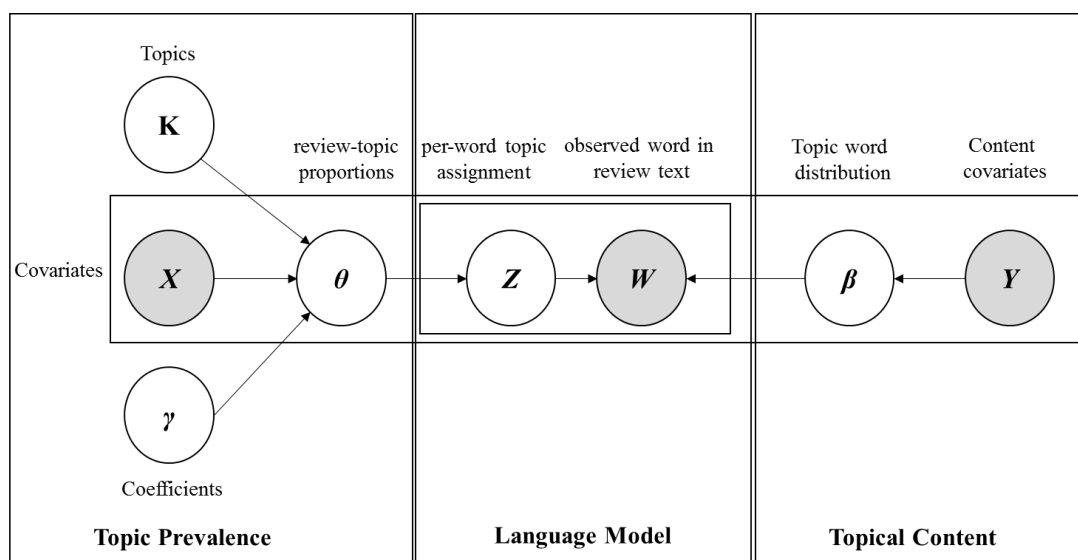 Topics
K
review-topic
proportions
per-word topic
assignment
observed word in
review text
Topic word
distribution
Content
covariates
Covariates
X
θ
Z
W
β
Y
γ
Coefficients
Topic Prevalence
Language Model
Topical Content